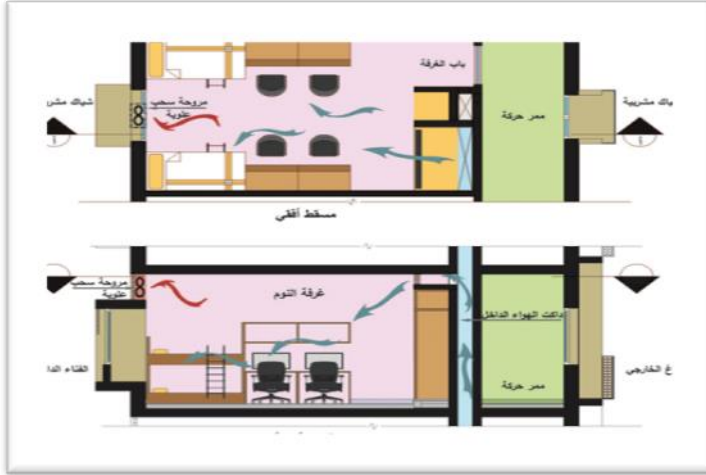 باب الغرفة
باك مشربية
ممر حركة
مروحة سحب
علوية
شباك مشر
مسقط أفقي
غرفة النوم
مروحة سحب
علوية
داكت الهواء الداخل
الفناء الدا
غ الخارجي
ممر حركة